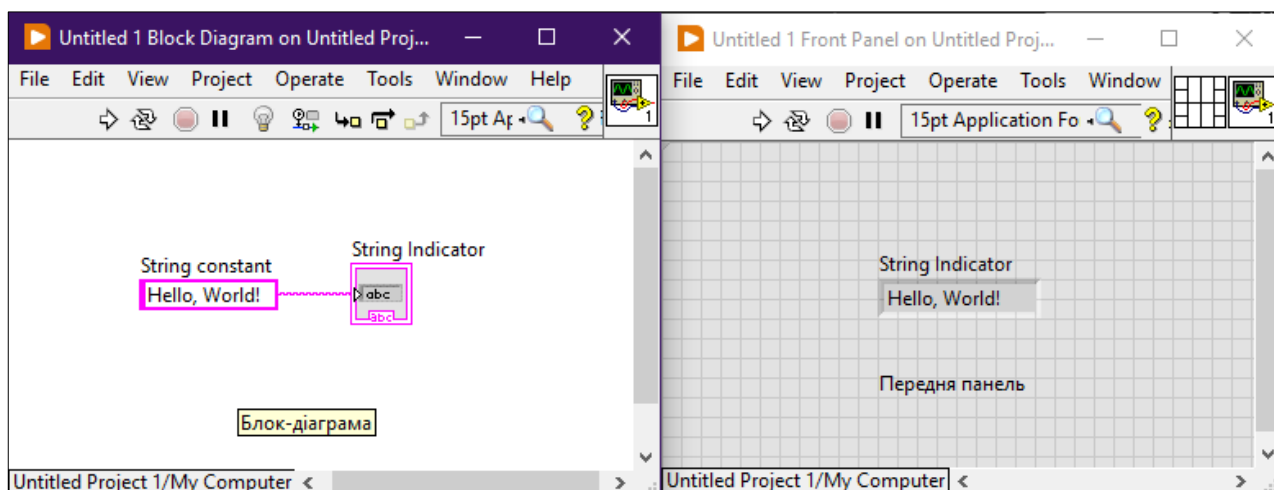 Untitled 1 Block Diagram on Untitled Proj...
File Edit View Project Operate Tools Window Help
15pt Ap
1
String constant
Hello, World!
String Indicator
abc
abc
Блок-діаграма
Untitled Project 1/My Computer
Untitled 1 Front Panel on Untitled Proj...
File Edit View Project Operate Tools Window
15pt Application Fo
1
String Indicator
Hello, World!
Передня панель
Untitled Project 1/My Computer